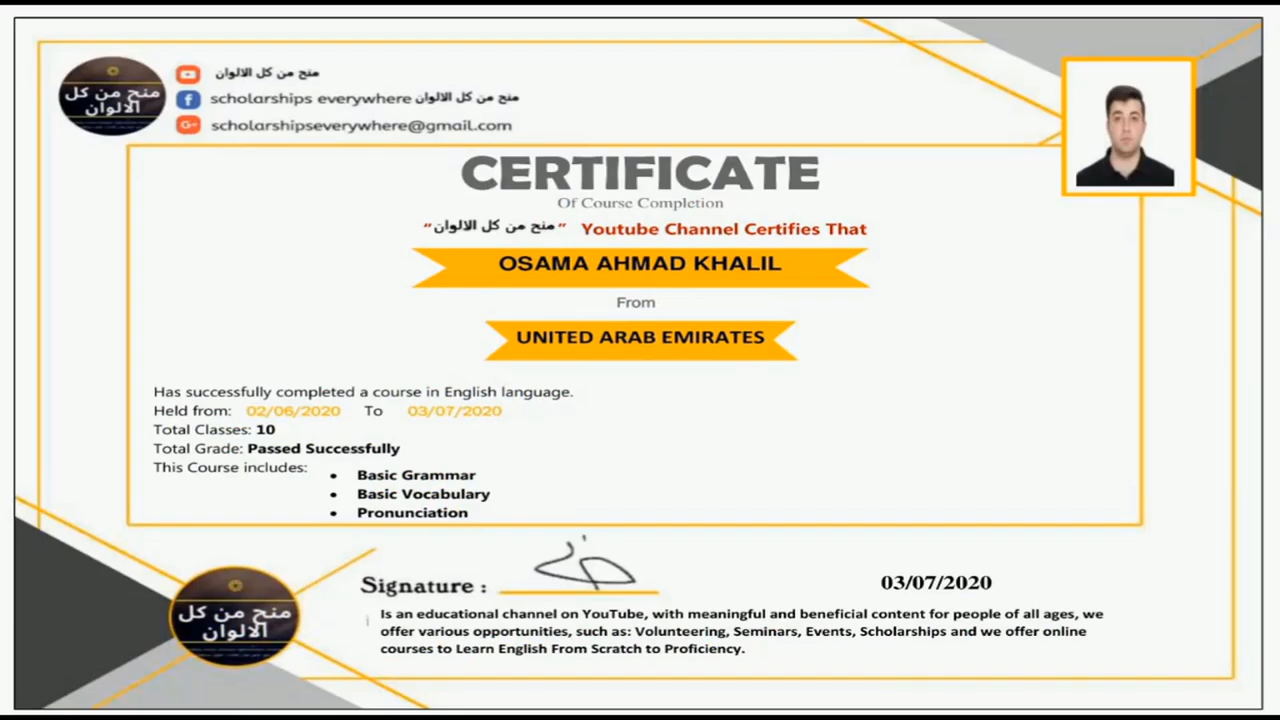 منح من كل الالوان
منح من كل الالوان
scholarships everywhere منح من كل الالوان
scholarshipseverywhere@gmail.com
CERTIFICATE
Of Course Completion
“منح من كل الالوان” Youtube Channel Certifies That
OSAMA AHMAD KHALIL
From
UNITED ARAB EMIRATES
Has successfully completed a course in English language.
Held from: 02/06/2020 To 03/07/2020
Total Classes: 10
Total Grade: Passed Successfully
This Course includes:
• Basic Grammar
• Basic Vocabulary
• Pronunciation
Signature :
03/07/2020
منح من كل
الالوان
Is an educational channel on YouTube, with meaningful and beneficial content for people of all ages, we
offer various opportunities, such as: Volunteering, Seminars, Events, Scholarships and we offer online
courses to Learn English From Scratch to Proficiency.